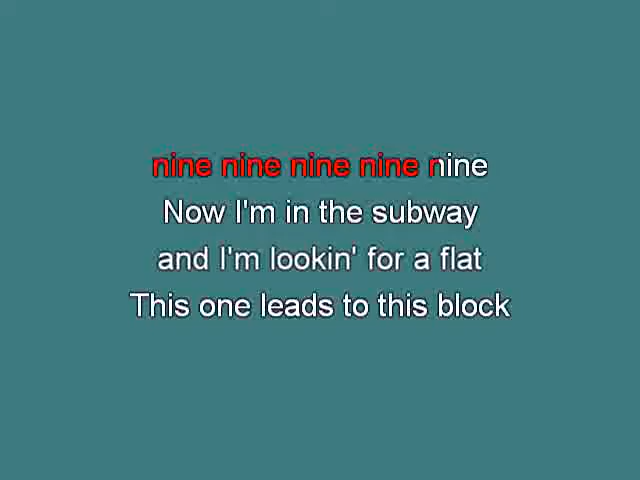 nine nine nine nine nine
Now I'm in the subway
and I'm lookin' for a flat
This one leads to this block